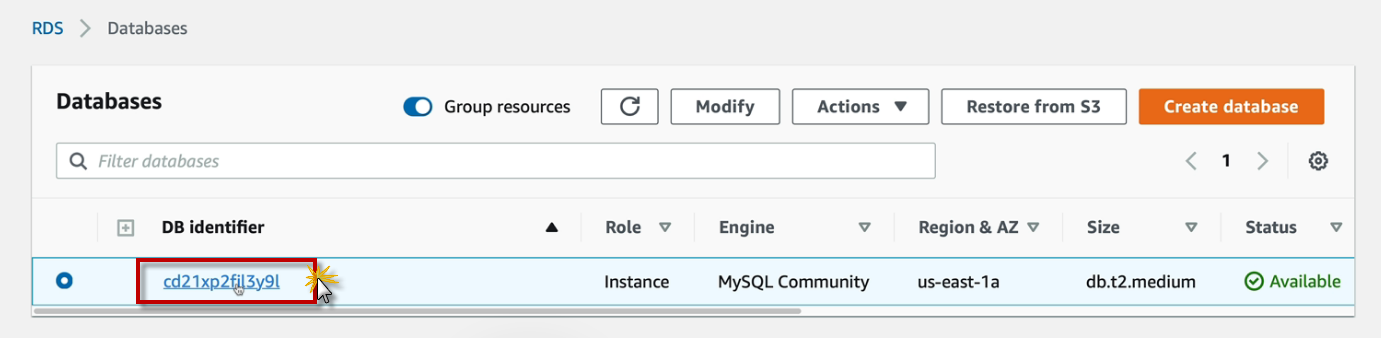 RDS > Databases
Databases Group resources Modify Actions Restore from S3 Create database
Filter databases 1
DB identifier Role Engine Region & AZ Size Status
cd21xp2fil3y9l Instance MySQL Community us-east-1a db.t2.medium Available